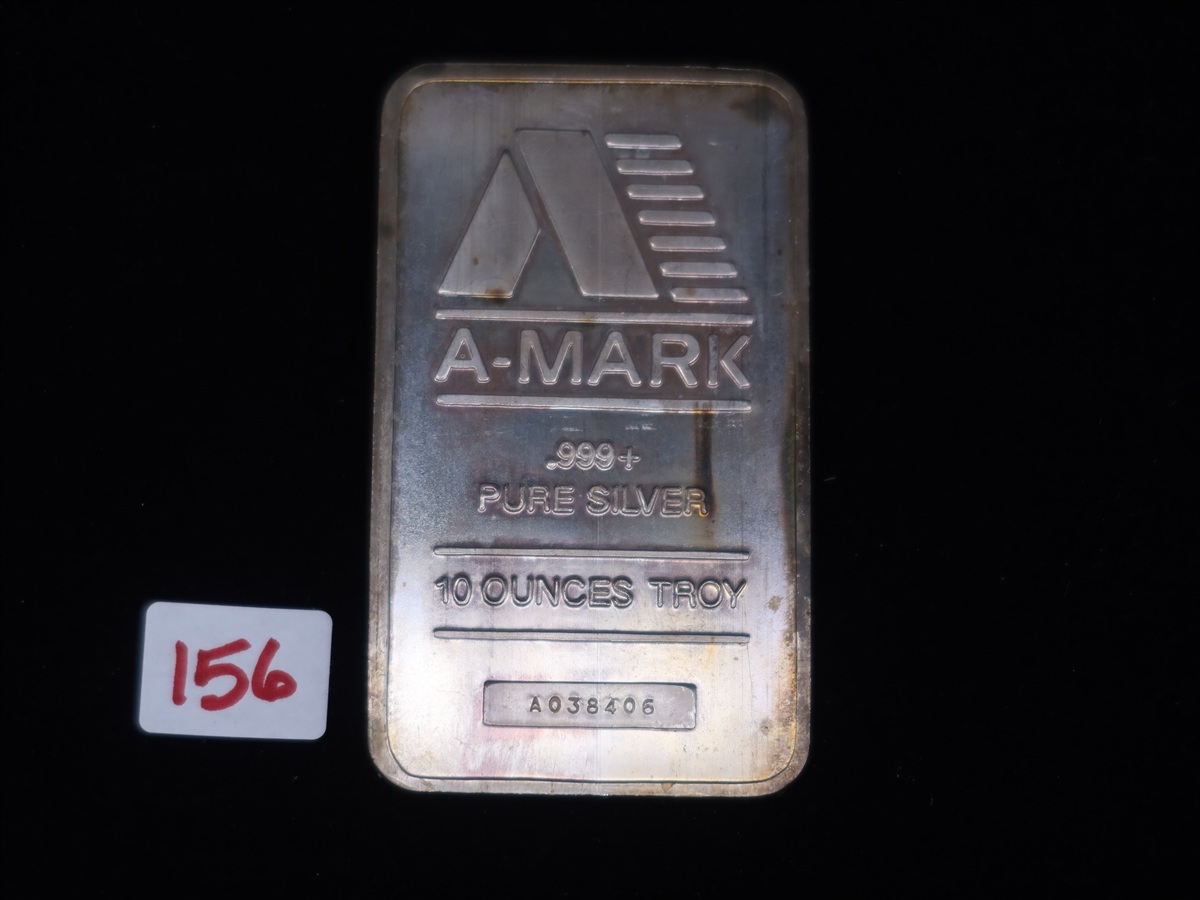 A-MARK
.999+
PURE SILVER
10 OUNCES TROY
A038406
156